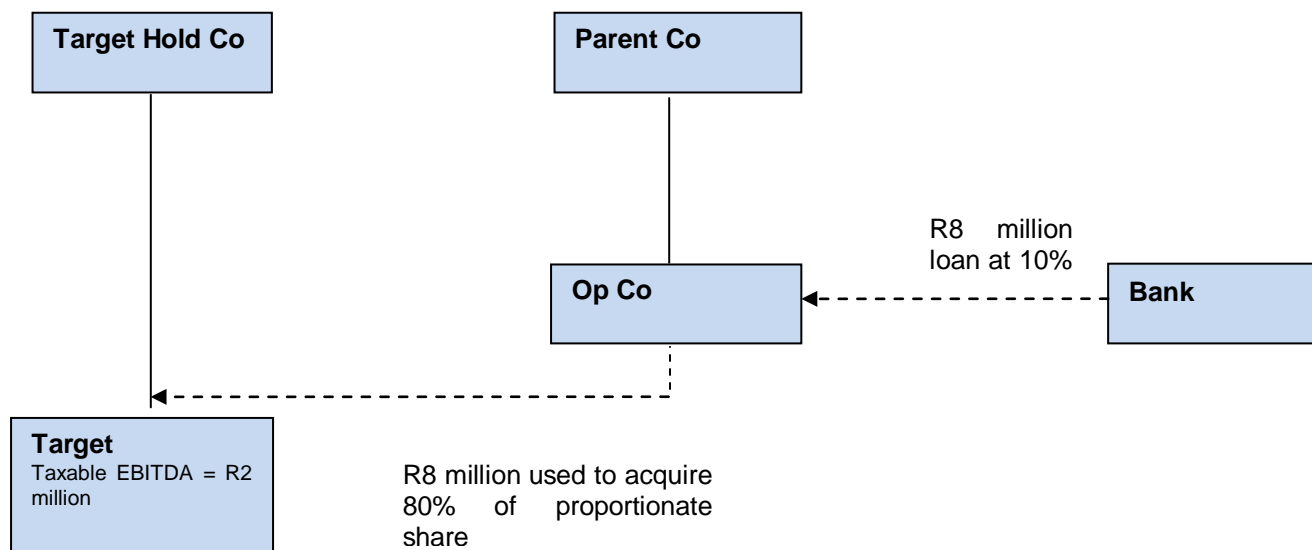 Target Hold Co
Parent Co
R8 million
loan at 10%
Op Co
Bank
Target
Taxable EBITDA = R2
million
R8 million used to acquire
80% of proportionate
share